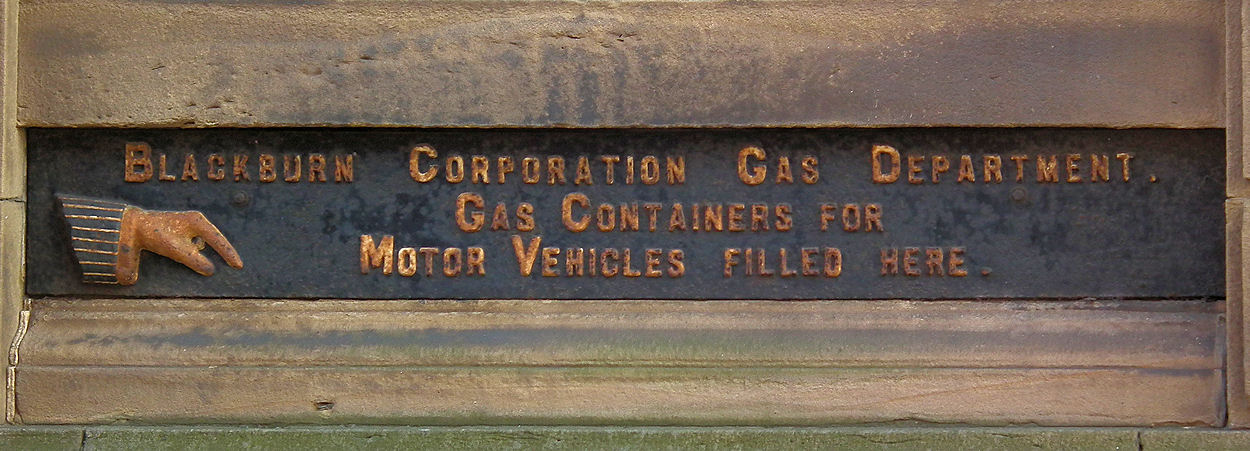 Blackburn Corporation Gas Department.
Gas Containers for
Motor Vehicles filled here.